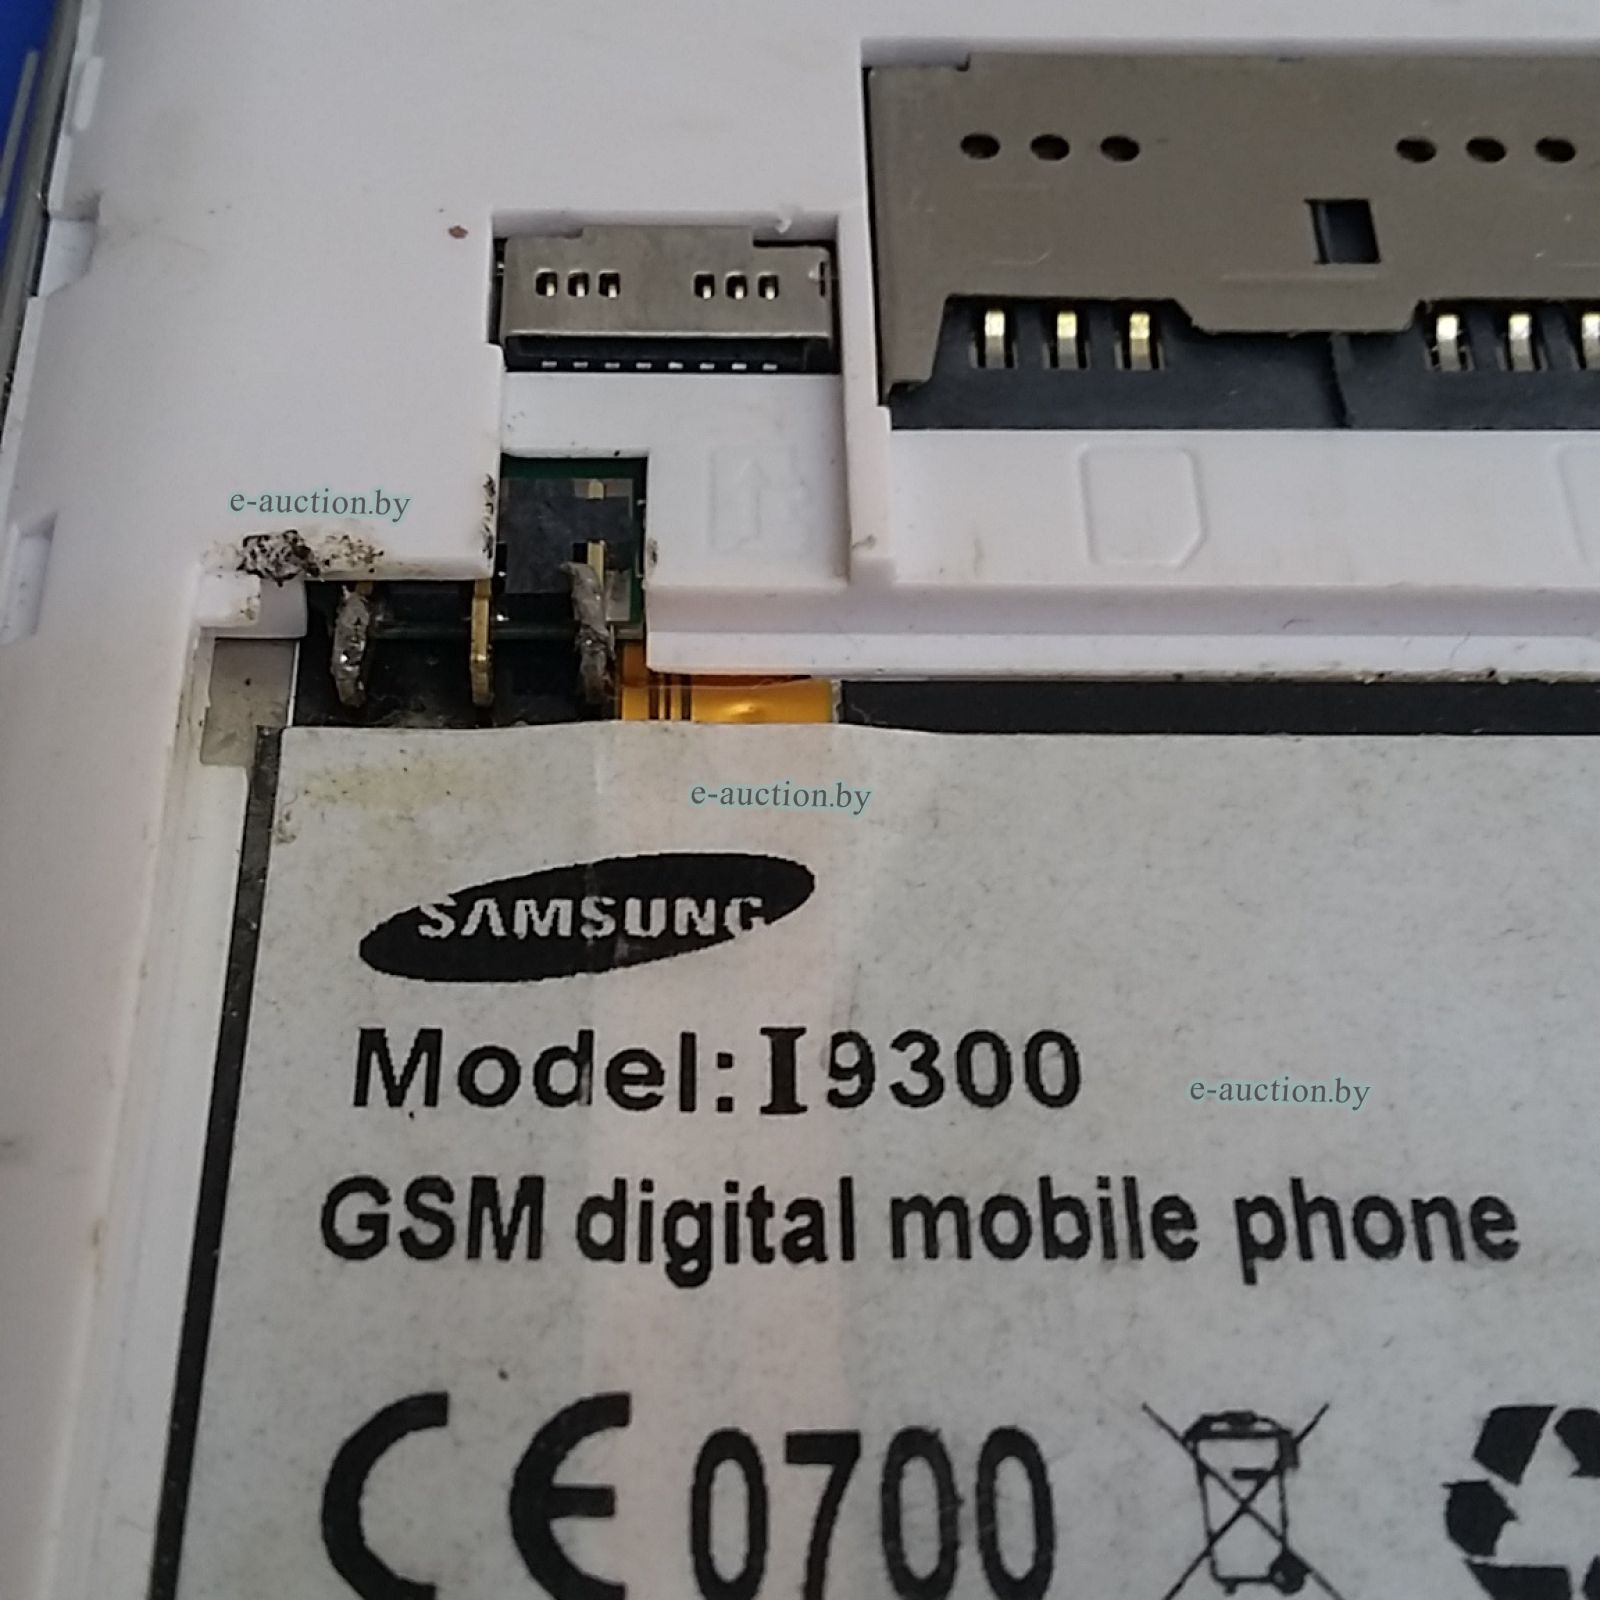 e-auction.by
e-auction.by
SAMSUNG
Model: I9300
e-auction.by
GSM digital mobile phone
CE 0700